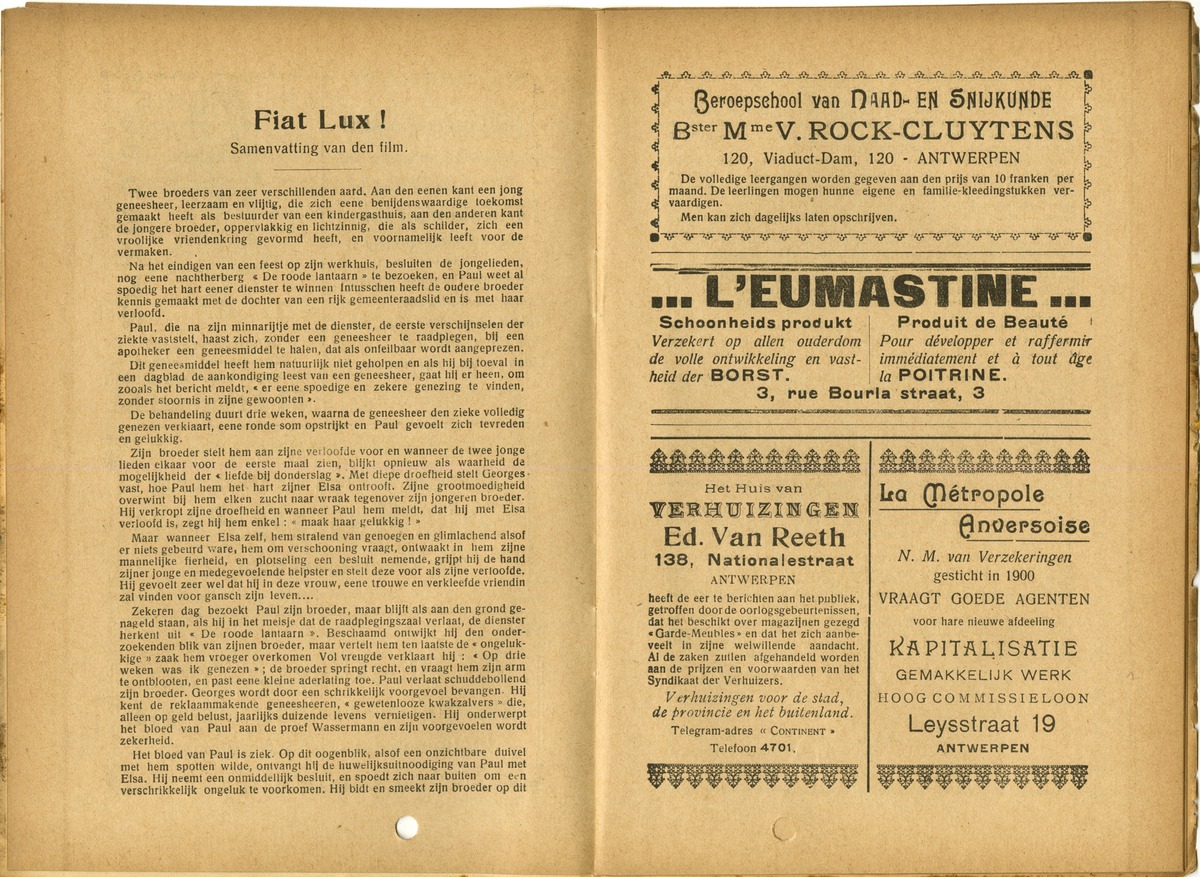 Fiat Lux !
Samenvatting van den film.
Twee broeders van zeer verschillenden aard. Aan den eenen kant een jong
geneesheer, leerzaam en vlijtig, die zich eene benijdenswaardige toekomst
gemaakt heeft als bestuurder van een kindergasthuis, aan den anderen kant
de jongere broeder, oppervlakkig en lichtzinnig, die als schilder, zich een
vroolijke vriendenkring gevormd heeft, en voornamelijk leeft voor de
vermaken.
Na het eindigen van een feest op zijn werkhuis, besluiten de jongelieden,
nog eene nachtherberg « De roode lantaarn » te bezoeken, en Paul weet al
spoedig het hart eener dienster te winnen Intusschen heeft de oudere broeder
kennis gemaakt met de dochter van een rijk gemeenteraadslid en is met haar
verloofd.
Paul, die na zijn minnarijtje met de dienster, de eerste verschijnselen der
ziekte vaststelt, haast zich, zonder een geneesheer te raadplegen, bij een
apotheker een geneesmiddel te halen, dat als onfeilbaar wordt aangeprezen.
Dit geneesmiddel heeft hem natuurlijk niet geholpen en als hij bij toeval in
een dagblad de aankondiging leest van een geneesheer, gaat hij er heen, om
zooals het bericht meldt, « er eene spoedige en zekere genezing te vinden,
zonder stoornis in zijne gewoonten ».
De behandeling duurt drie weken, waarna de geneesheer den zieke volledig
genezen verklaart, eene ronde som opstrijkt en Paul gevoelt zich tevreden
en gelukkig.
Zijn broeder stelt hem aan zijne verloofde voor en wanneer de twee jonge
lieden elkaar voor de eerste maal zien, blijkt opnieuw als waarheid de
mogelijkheid der « liefde bij donderslag ». Met diepe droefheid stelt Georges
vast, hoe Paul hem het hart zijner Elsa ontrooft. Zijne grootmoedigheid
overwint bij hem elken zucht naar wraak tegenover zijn jongeren broeder.
Hij verkropt zijne droefheid en wanneer Paul hem meldt, dat hij met Elsa
verloofd is, zegt hij hem enkel : « maak haar gelukkig ! »
Maar wanneer Elsa zelf, hem stralend van genoegen en glimlachend alsof
er niets gebeurd ware, hem om verschooning vraagt, ontwaakt in hem zijne
mannelijke fierheid, en plotseling een besluit nemende, grijpt hij de hand
zijner jonge en medegevoelende helpster en stelt deze voor als zijne verloofde.
Hij gevoelt zeer wel dat hij in deze vrouw, eene trouwe en verkleefde vriendin
zal vinden voor gansch zijn leven....
Zekeren dag bezoekt Paul zijn broeder, maar blijft als aan den grond ge-
nageld staan, als hij in het meisje dat de raadplegingszaal verlaat, de dienster
herkent uit « De roode lantaarn ». Beschaamd ontwijkt hij den onder-
zoekenden blik van zijnen broeder, maar vertelt hem ten laatste de « ongeluk-
kige » zaak hem vroeger overkomen Vol vreugde verklaart hij : « Op drie
weken was ik genezen » ; de broeder springt recht, en vraagt hem zijn arm
te ontblooten, en past eene kleine aderlating toe. Paul verlaat schuddebollend
zijn broeder. Georges wordt door een schrikkelijk voorgevoel bevangen. Hij
kent de reklaammakende geneesheeren, « gewetenlooze kwakzalvers » die,
alleen op geld belust, jaarlijks duizende levens vernietigen. Hij onderwerpt
het bloed van Paul aan de proef Wassermann en zijn voorgevoelen wordt
zekerheid.
Het bloed van Paul is ziek. Op dit oogenblik, alsof een onzichtbare duivel
met hem spotten wilde, ontvangt hij de huwelijksuitnoodiging van Paul met
Elsa. Hij neemt een onmiddellijk besluit, en spoedt zich naar buiten om een
verschrikkelijk ongeluk te voorkomen. Hij bidt en smeekt zijn broeder op dit
Beroepschool van NAAD- EN SNIJKUNDE
Bster Mme V. ROCK-CLUYTENS
120, Viaduct-Dam, 120 - ANTWERPEN
De volledige leergangen worden gegeven aan den prijs van 10 franken per
maand. De leerlingen mogen hunne eigene en familie-kleedingstukken ver-
vaardigen.
Men kan zich dagelijks laten opschrijven.
... L'EUMASTINE ...
Schoonheids produkt
Verzekert op allen ouderdom
de volle ontwikkeling en vast-
heid der BORST.
Produit de Beauté
Pour développer et raffermir
immédiatement et à tout âge
la POITRINE.
3, rue Bourla straat, 3
Het Huis van
VERHUIZINGEN
Ed. Van Reeth
138, Nationalestraat
ANTWERPEN
heeft de eer te berichten aan het publiek,
getroffen door de oorlogsgebeurtenissen,
dat het beschikt over magazijnen gezegd
«Garde-Meubles» en dat het zich aanbe-
veelt in zijne welwillende aandacht.
Al de zaken zullen afgehandeld worden
aan de prijzen en voorwaarden van het
Syndikaat der Verhuizers.
Verhuizingen voor de stad,
de provincie en het buitenland.
Telegram-adres « CONTINENT »
Telefoon 4701.
La Métropole
Anversoise
N. M. van Verzekeringen
gesticht in 1900
VRAAGT GOEDE AGENTEN
voor hare nieuwe afdeeling
KAPITALISATIE
GEMAKKELIJK WERK
HOOG COMMISSIELOON
Leysstraat 19
ANTWERPEN